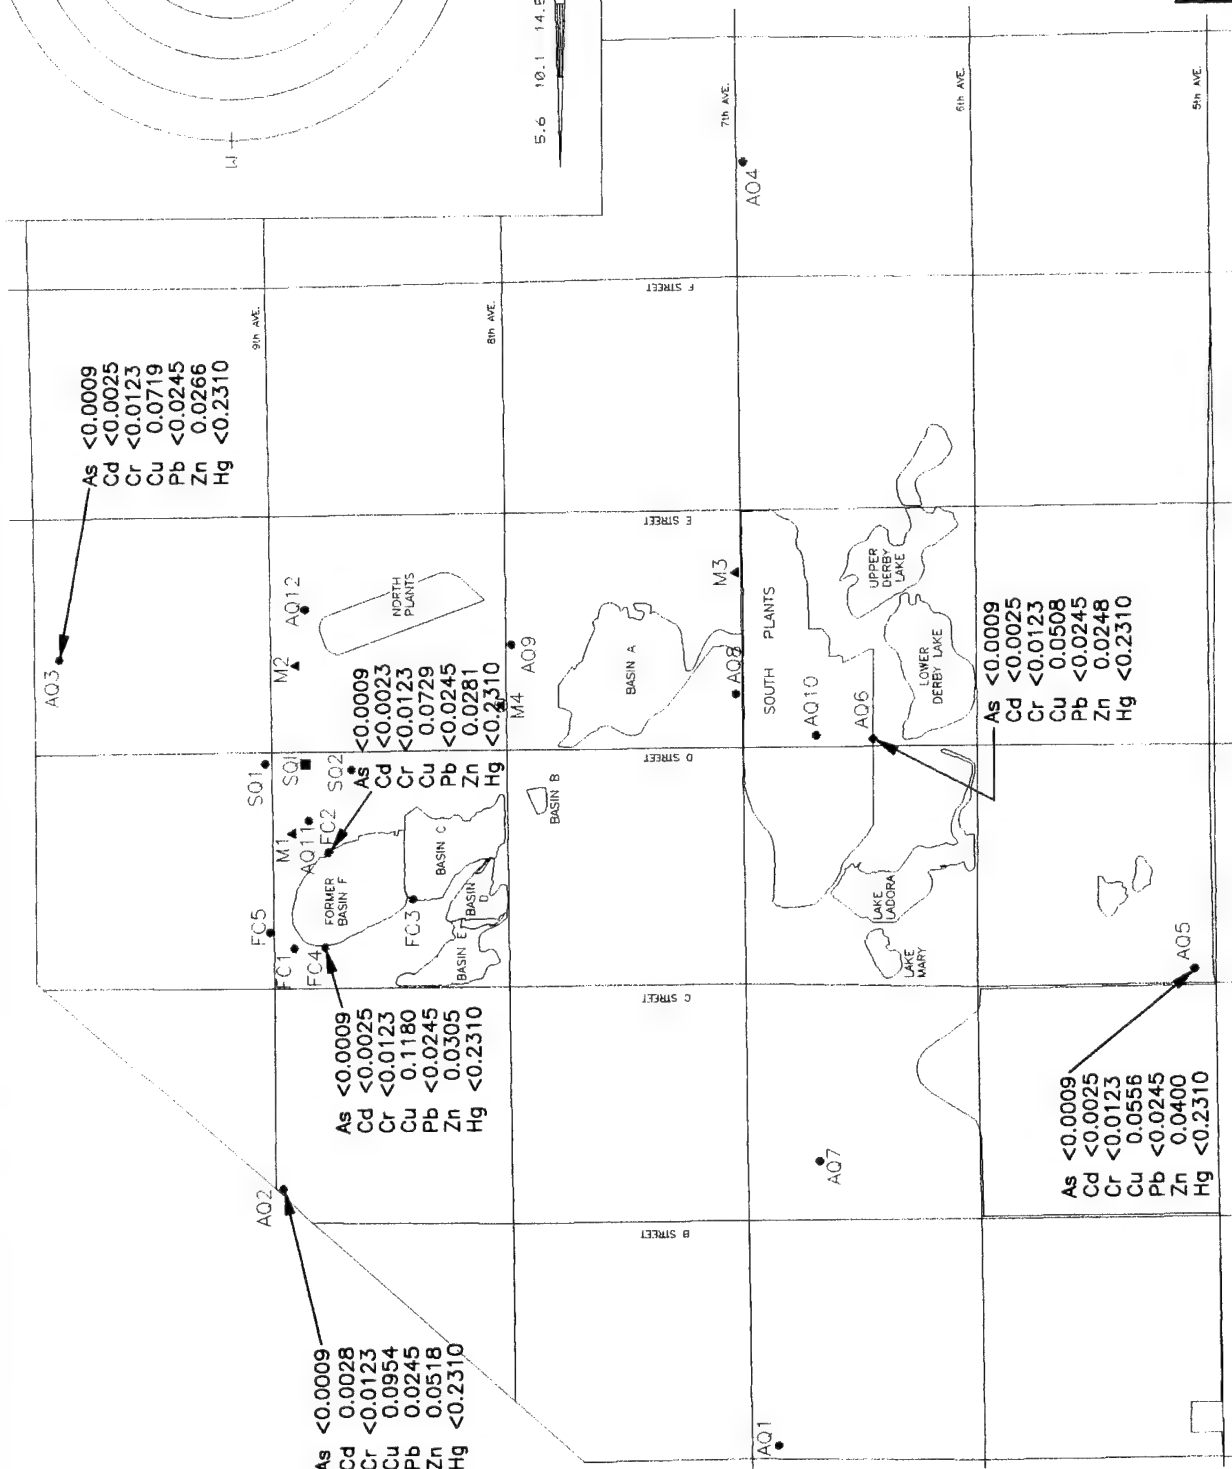 W
5.6 10.1 14.5
7th AVE.
6th AVE.
5th AVE.
AQ4
F STREET
9th AVE.
8th AVE.
As <0.0009
Cd <0.0025
Cr <0.0123
Cu 0.0719
Pb <0.0245
Zn 0.0266
Hg <0.2310
AQ3
E STREET
AQ12
NORTH
PLANTS
M2
AQ9
M4
BASIN A
M3
AQ8
SOUTH PLANTS
UPPER
DERBY
LAKE
LOWER
DERBY LAKE
AQ10
AQ6
As <0.0009
Cd <0.0025
Cr <0.0123
Cu 0.0508
Pb <0.0245
Zn 0.0248
Hg <0.2310
As <0.0009
Cd <0.0023
Cr <0.0123
Cu 0.0729
Pb <0.0245
Zn 0.0281
Hg <0.2310
SQ1
SQI
SQ2
D STREET
BASIN B
M1
AQ11
FC2
FORMER
BASIN F
BASIN C
BASIN
D
BASIN E
FC3
FC5
FC1
FC4
LAKE
LADORA
LAKE
MARY
AQ5
C STREET
As <0.0009
Cd <0.0025
Cr <0.0123
Cu 0.1180
Pb <0.0245
Zn 0.0305
Hg <0.2310
As <0.0009
Cd <0.0025
Cr <0.0123
Cu 0.0556
Pb <0.0245
Zn 0.0400
Hg <0.2310
AQ7
AQ2
B STREET
As <0.0009
Cd 0.0028
Cr <0.0123
Cu 0.0954
Pb 0.0245
Zn 0.0518
Hg <0.2310
AQ1